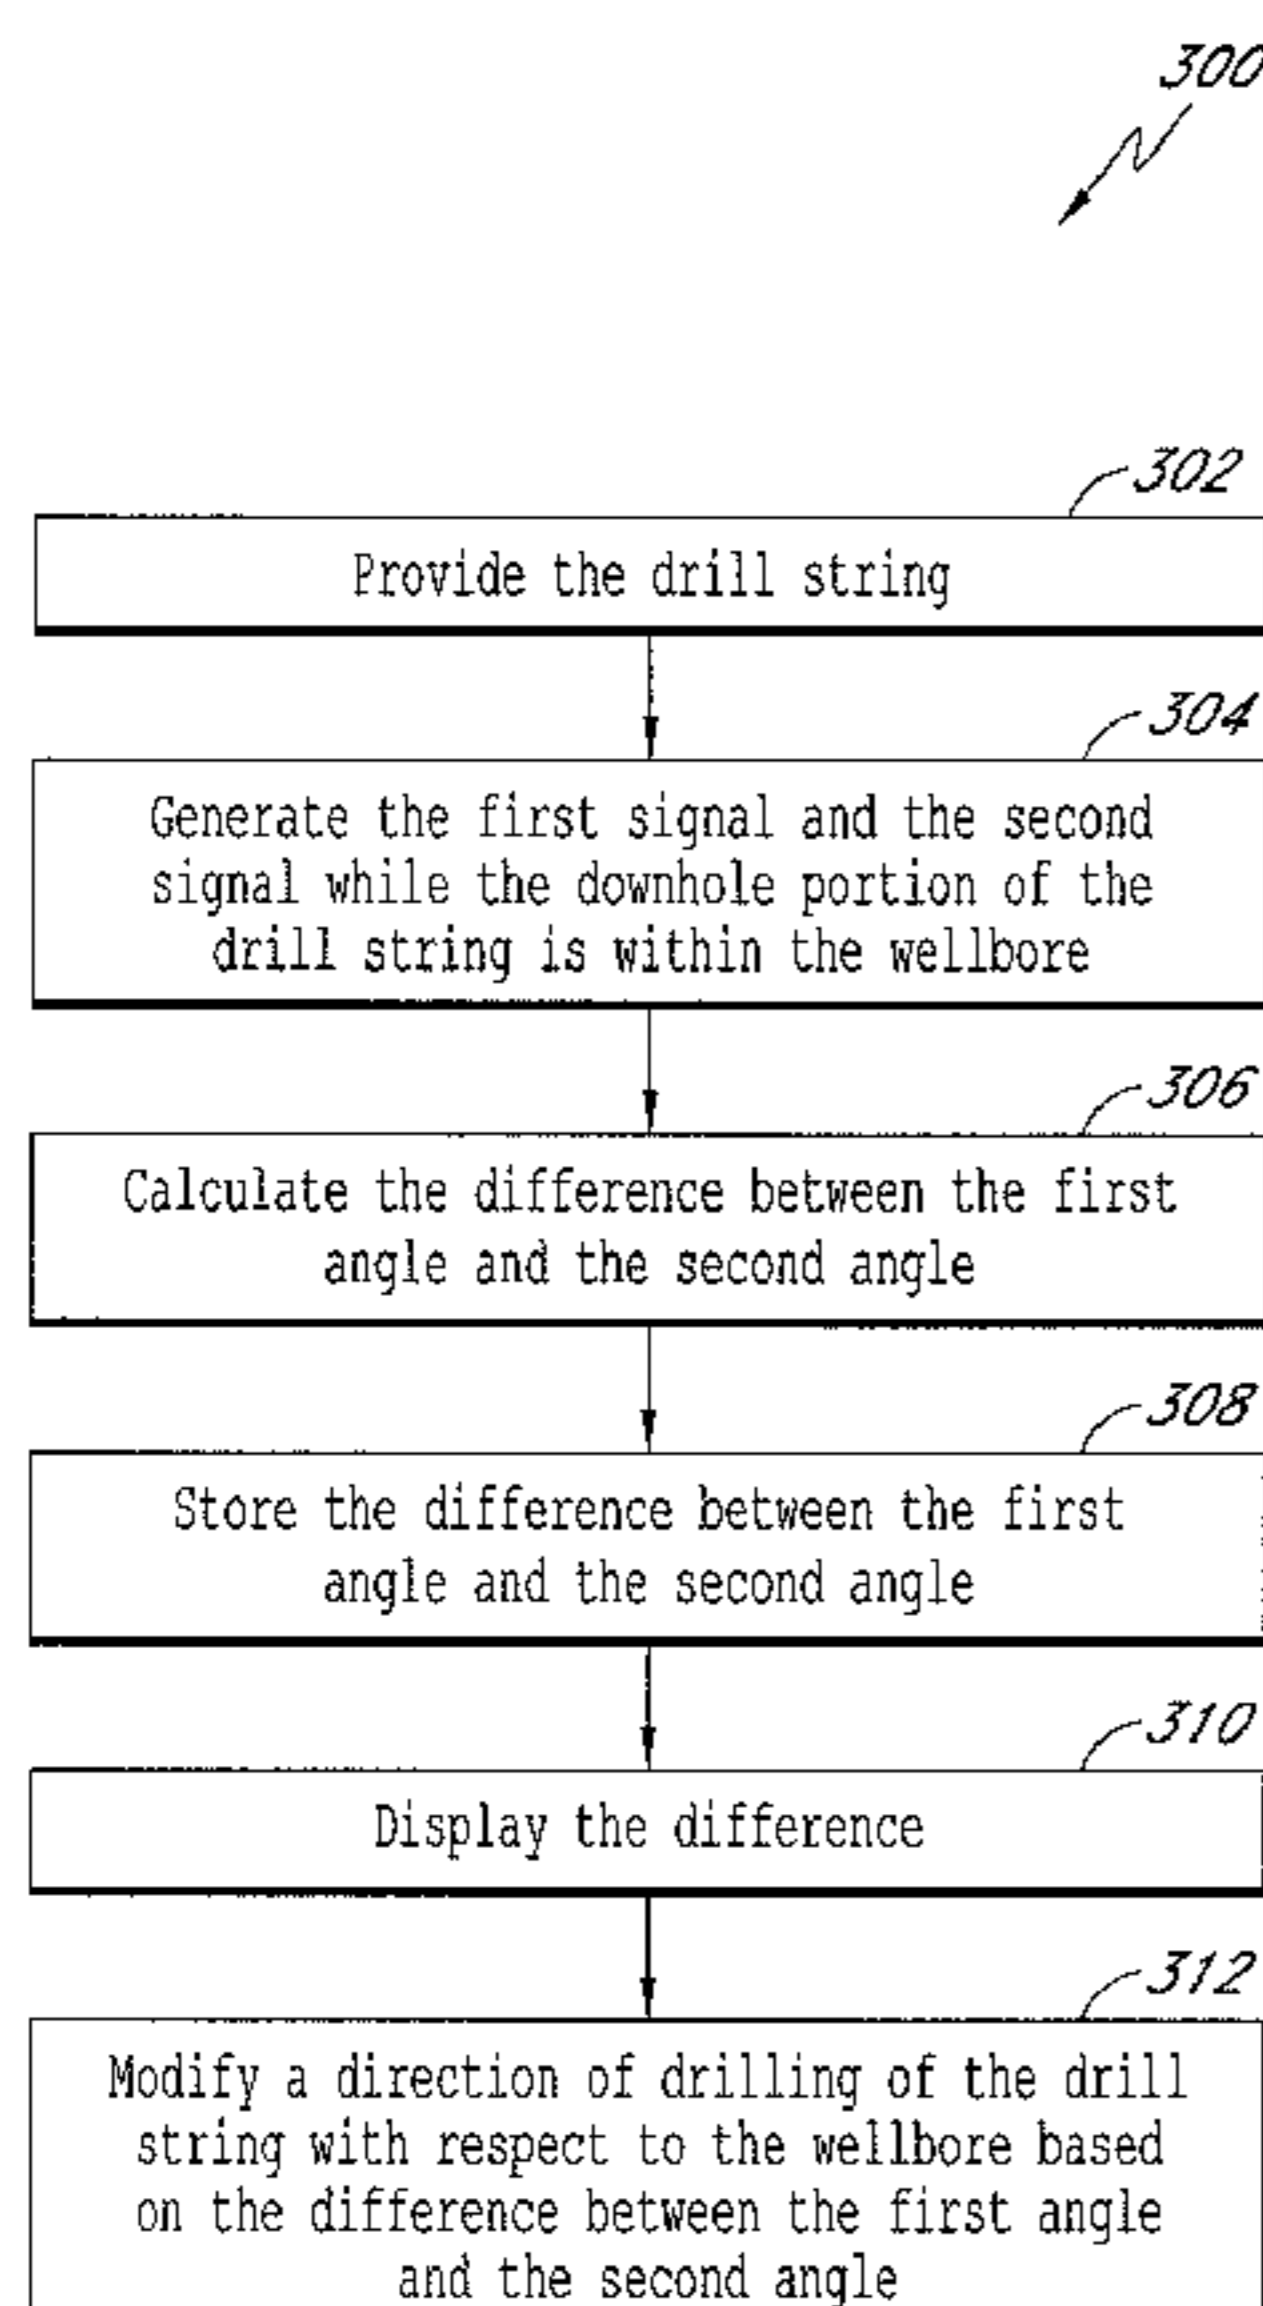 300
302
Provide the drill string
304
Generate the first signal and the second
signal while the downhole portion of the
drill string is within the wellbore
306
Calculate the difference between the first
angle and the second angle
308
Store the difference between the first
angle and the second angle
310
Display the difference
312
Modify a direction of drilling of the drill
string with respect to the wellbore based
on the difference between the first angle
and the second angle